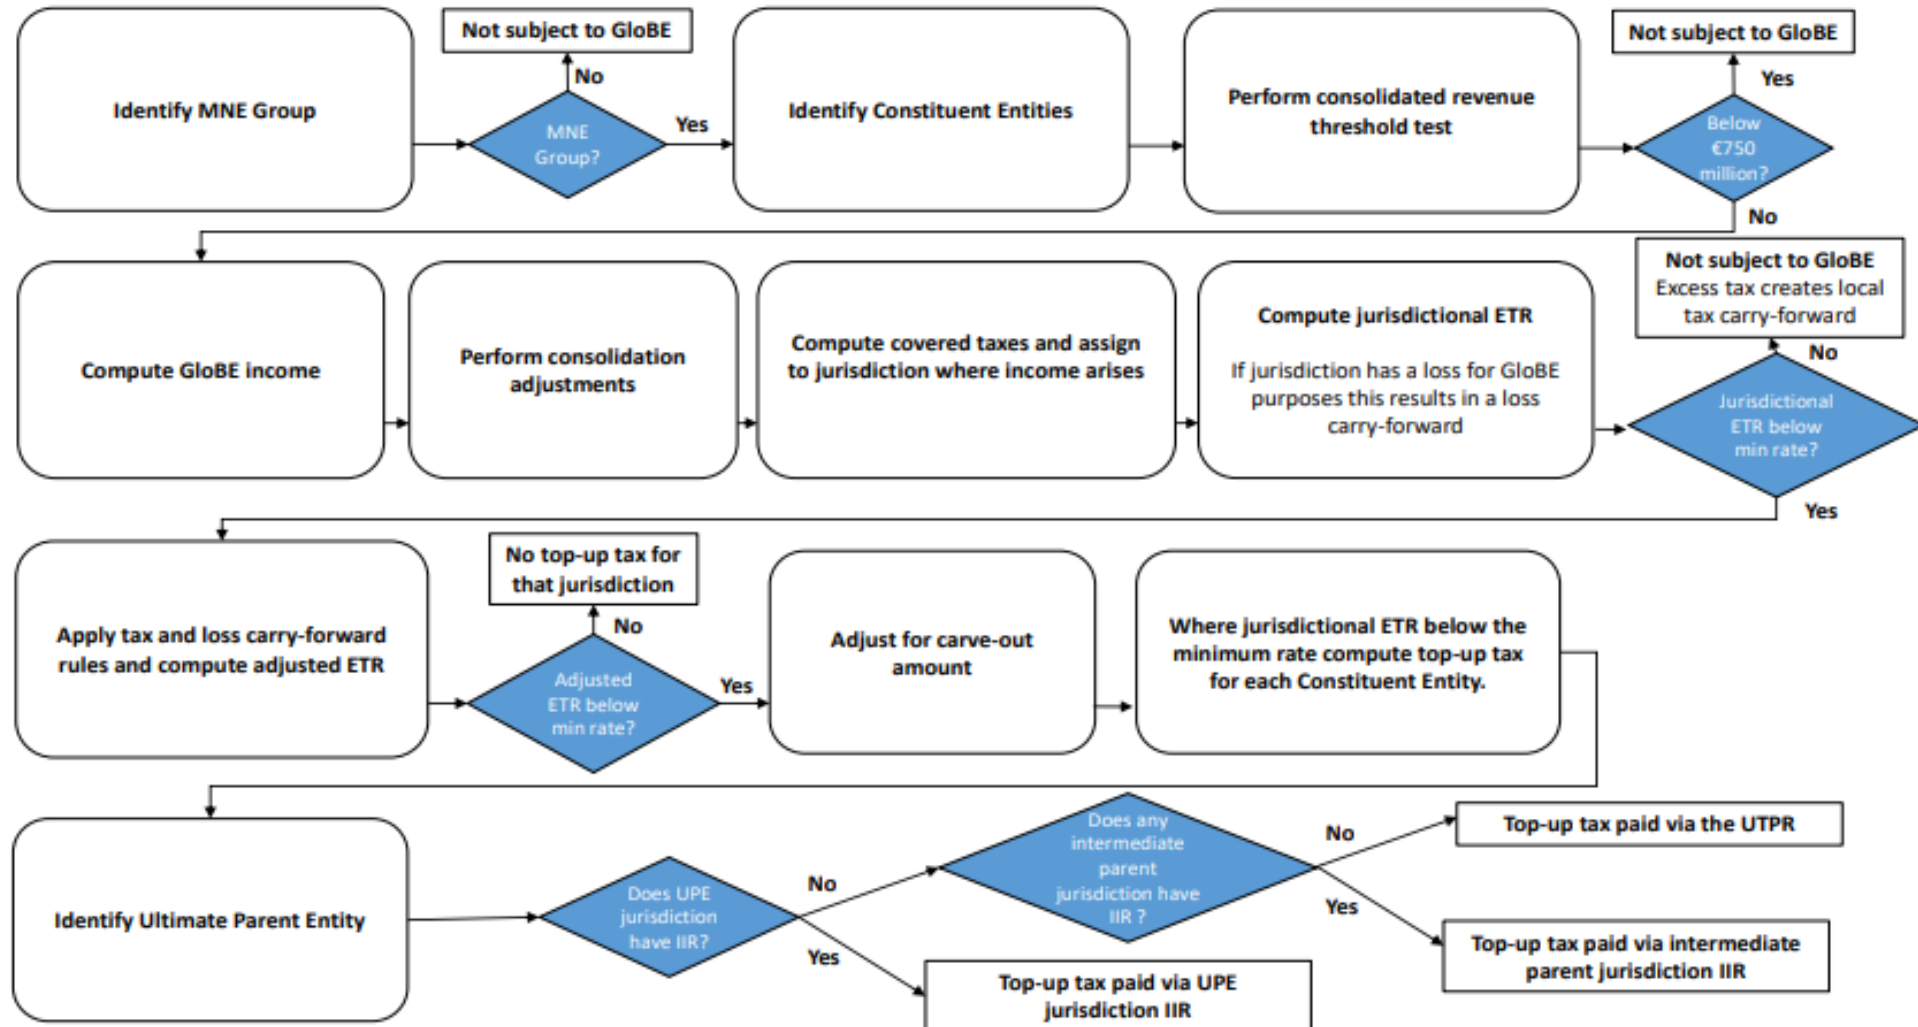 Identify MNE Group
Not subject to GloBE
No
MNE
Group?
Yes
Identify Constituent Entities
Perform consolidated revenue
threshold test
Not subject to GloBE
Yes
Below
€750
million?
No
Compute GloBE income
Perform consolidation
adjustments
Compute covered taxes and assign
to jurisdiction where income arises
Compute jurisdictional ETR
If jurisdiction has a loss for GloBE
purposes this results in a loss
carry-forward
Not subject to GloBE
Excess tax creates local
tax carry-forward
No
Jurisdictional
ETR below
min rate?
Yes
Apply tax and loss carry-forward
rules and compute adjusted ETR
No top-up tax for
that jurisdiction
No
Adjusted
ETR below
min rate?
Yes
Adjust for carve-out
amount
Where jurisdictional ETR below the
minimum rate compute top-up tax
for each Constituent Entity.
Identify Ultimate Parent Entity
Does UPE
jurisdiction
have IIR?
No
Yes
Top-up tax paid via UPE
jurisdiction IIR
Does any
intermediate
parent
jurisdiction have
IIR ?
No
Top-up tax paid via the UTPR
Yes
Top-up tax paid via intermediate
parent jurisdiction IIR